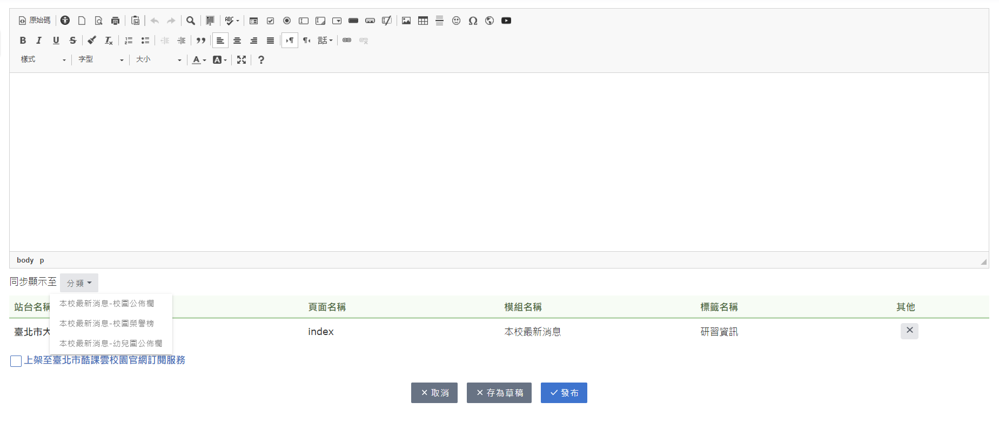 原始碼
樣式 字型 大小
body p
同步顯示至 分類
本校最新消息-校園公佈欄
本校最新消息-校園榮譽榜
本校最新消息-幼兒園公佈欄
站台名稱 頁面名稱 模組名稱 標籤名稱 其他
臺北市大 index 本校最新消息 研習資訊
上架至臺北市酷課雲校園官網訂閱服務
取消 存為草稿 發布